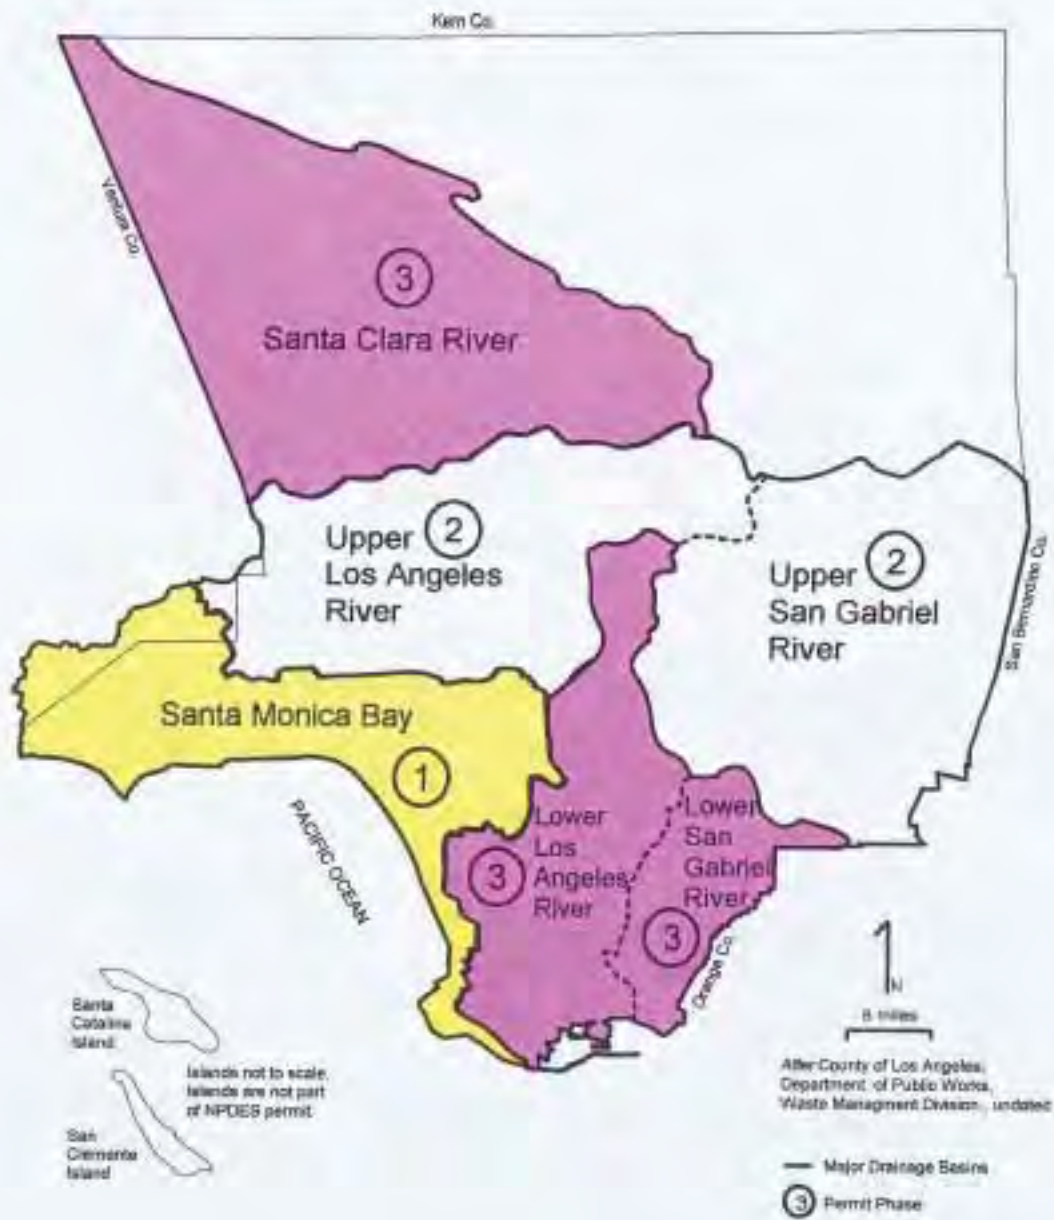 Kern Co.
Ventura Co.
3
Santa Clara River
Upper 2
Los Angeles
River
Upper 2
San Gabriel
River
San Bernardino Co.
Santa Monica Bay
1
PACIFIC OCEAN
Lower
Los
3 Angeles
River
Lower
San
Gabriel
River
3
Orange Co.
N
8 miles
Santa
Catalina
Island
Islands not to scale.
Islands are not part
of NPDES permit
San
Clemente
Island
After County of Los Angeles,
Department of Public Works,
Waste Managment Division, undated
Major Drainage Basins
3 Permit Phase